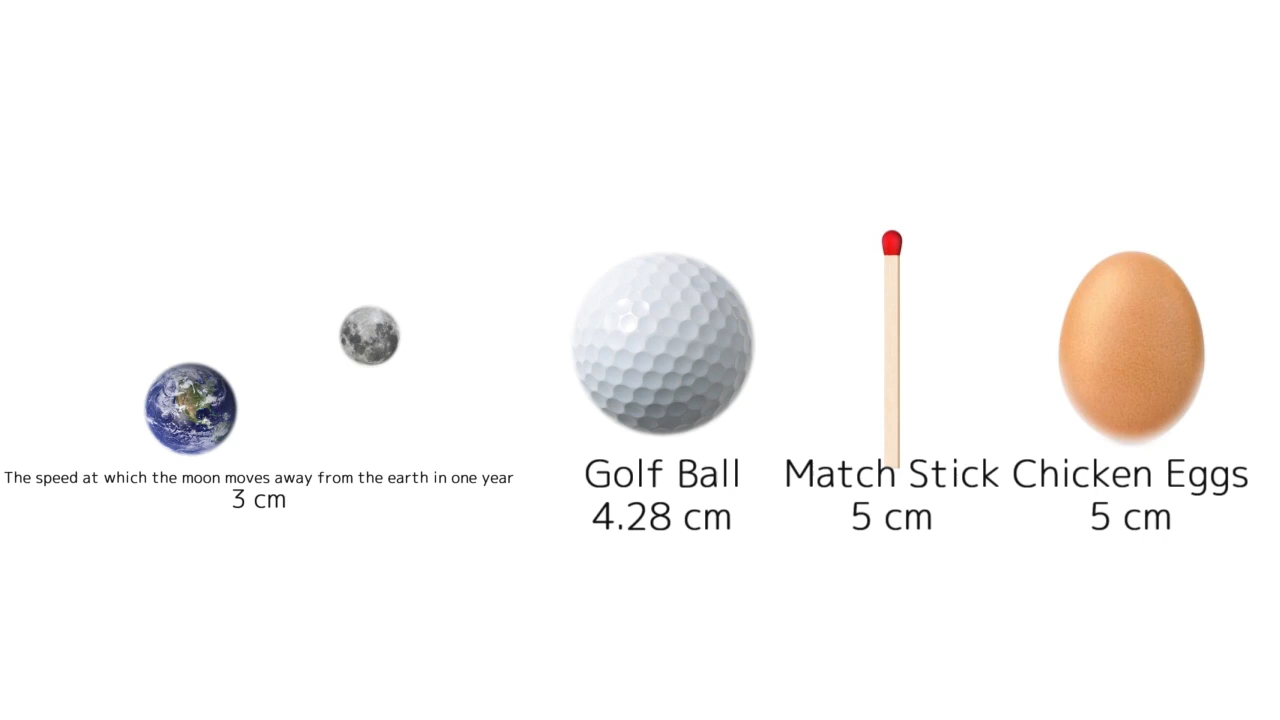 The speed at which the moon moves away from the earth in one year
3 cm
Golf Ball
4.28 cm
Match Stick
5 cm
Chicken Eggs
5 cm